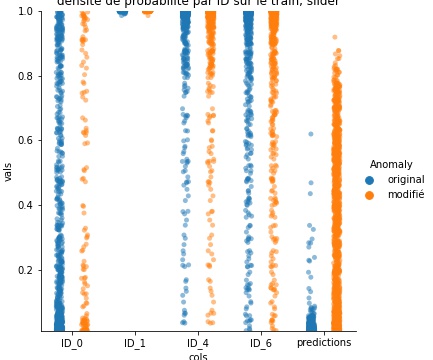 densité de probabilité par ID sur le train, slider
1.0
0.8
0.6
0.4
0.2
vals
ID_0 ID_1 ID_4 ID_6 predictions
cols
Anomaly
original
modifié